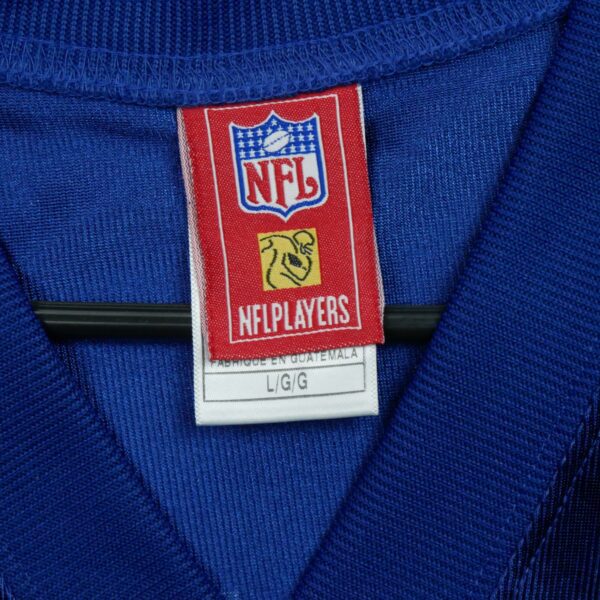 NFL
NFLPLAYERS
FABRIQUE EN GUATEMALA
L/G/G